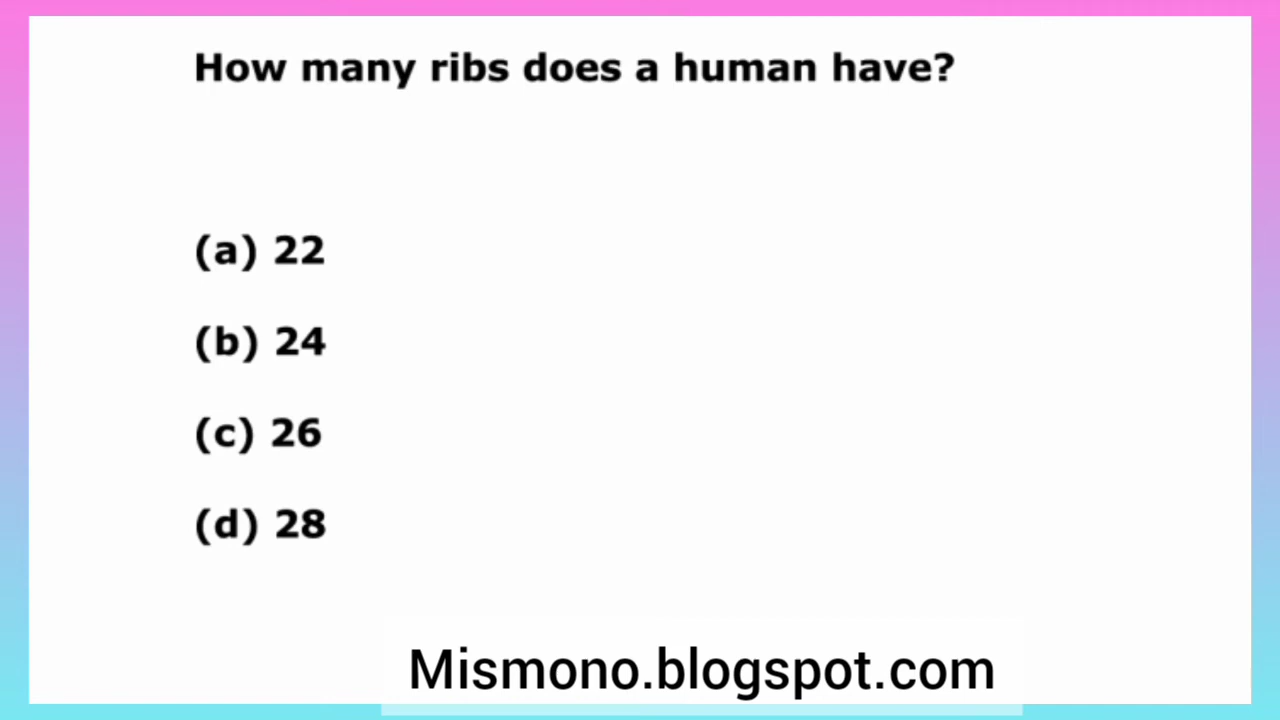 How many ribs does a human have?
(a) 22
(b) 24
(c) 26
(d) 28
Mismono.blogspot.com